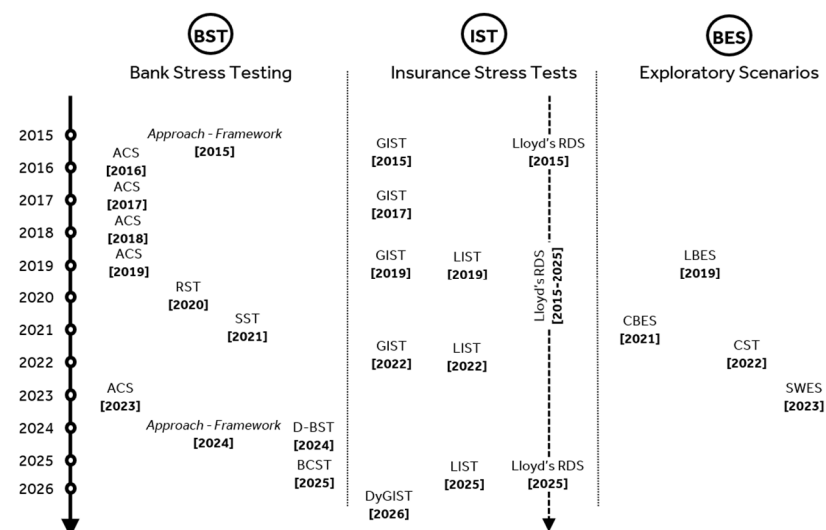 BST
Bank Stress Testing
IST
Insurance Stress Tests
BES
Exploratory Scenarios
2015
2016
2017
2018
2019
2020
2021
2022
2023
2024
2025
2026
Approach - Framework
[2015]
ACS
[2016]
ACS
[2017]
ACS
[2018]
ACS
[2019]
RST
[2020]
SST
[2021]
ACS
[2023]
Approach - Framework
[2024]
D-BST
[2024]
BCST
[2025]
GIST
[2015]
GIST
[2017]
GIST
[2019]
LIST
[2019]
GIST
[2022]
LIST
[2022]
LIST
[2025]
DyGIST
[2026]
Lloyd's RDS
[2015]
Lloyd's RDS
[2015-2025]
Lloyd's RDS
[2025]
LBES
[2019]
CBES
[2021]
CST
[2022]
SWES
[2023]